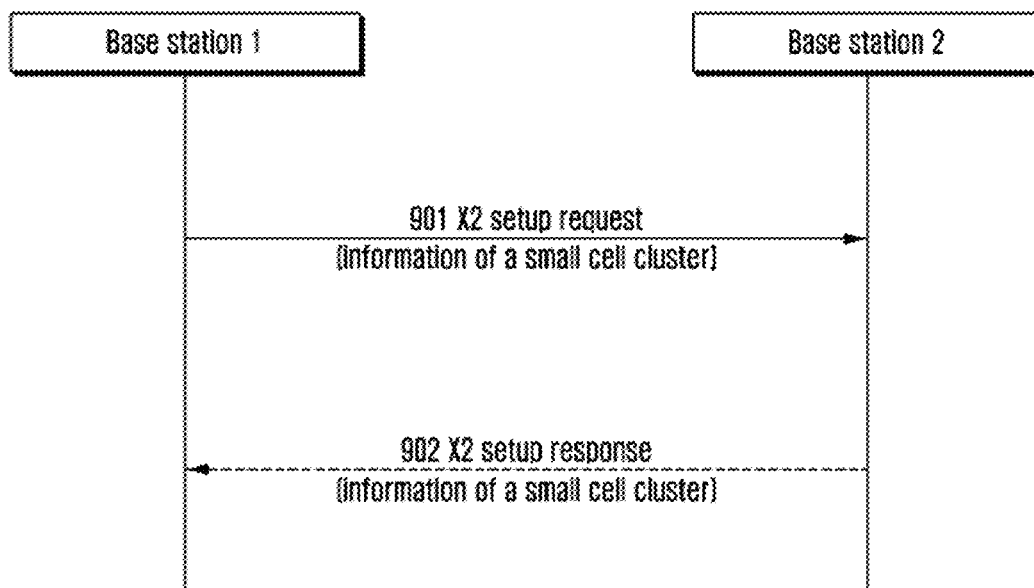 Base station 1
Base station 2
901 X2 setup request
(information of a small cell cluster)
902 X2 setup response
(information of a small cell cluster)